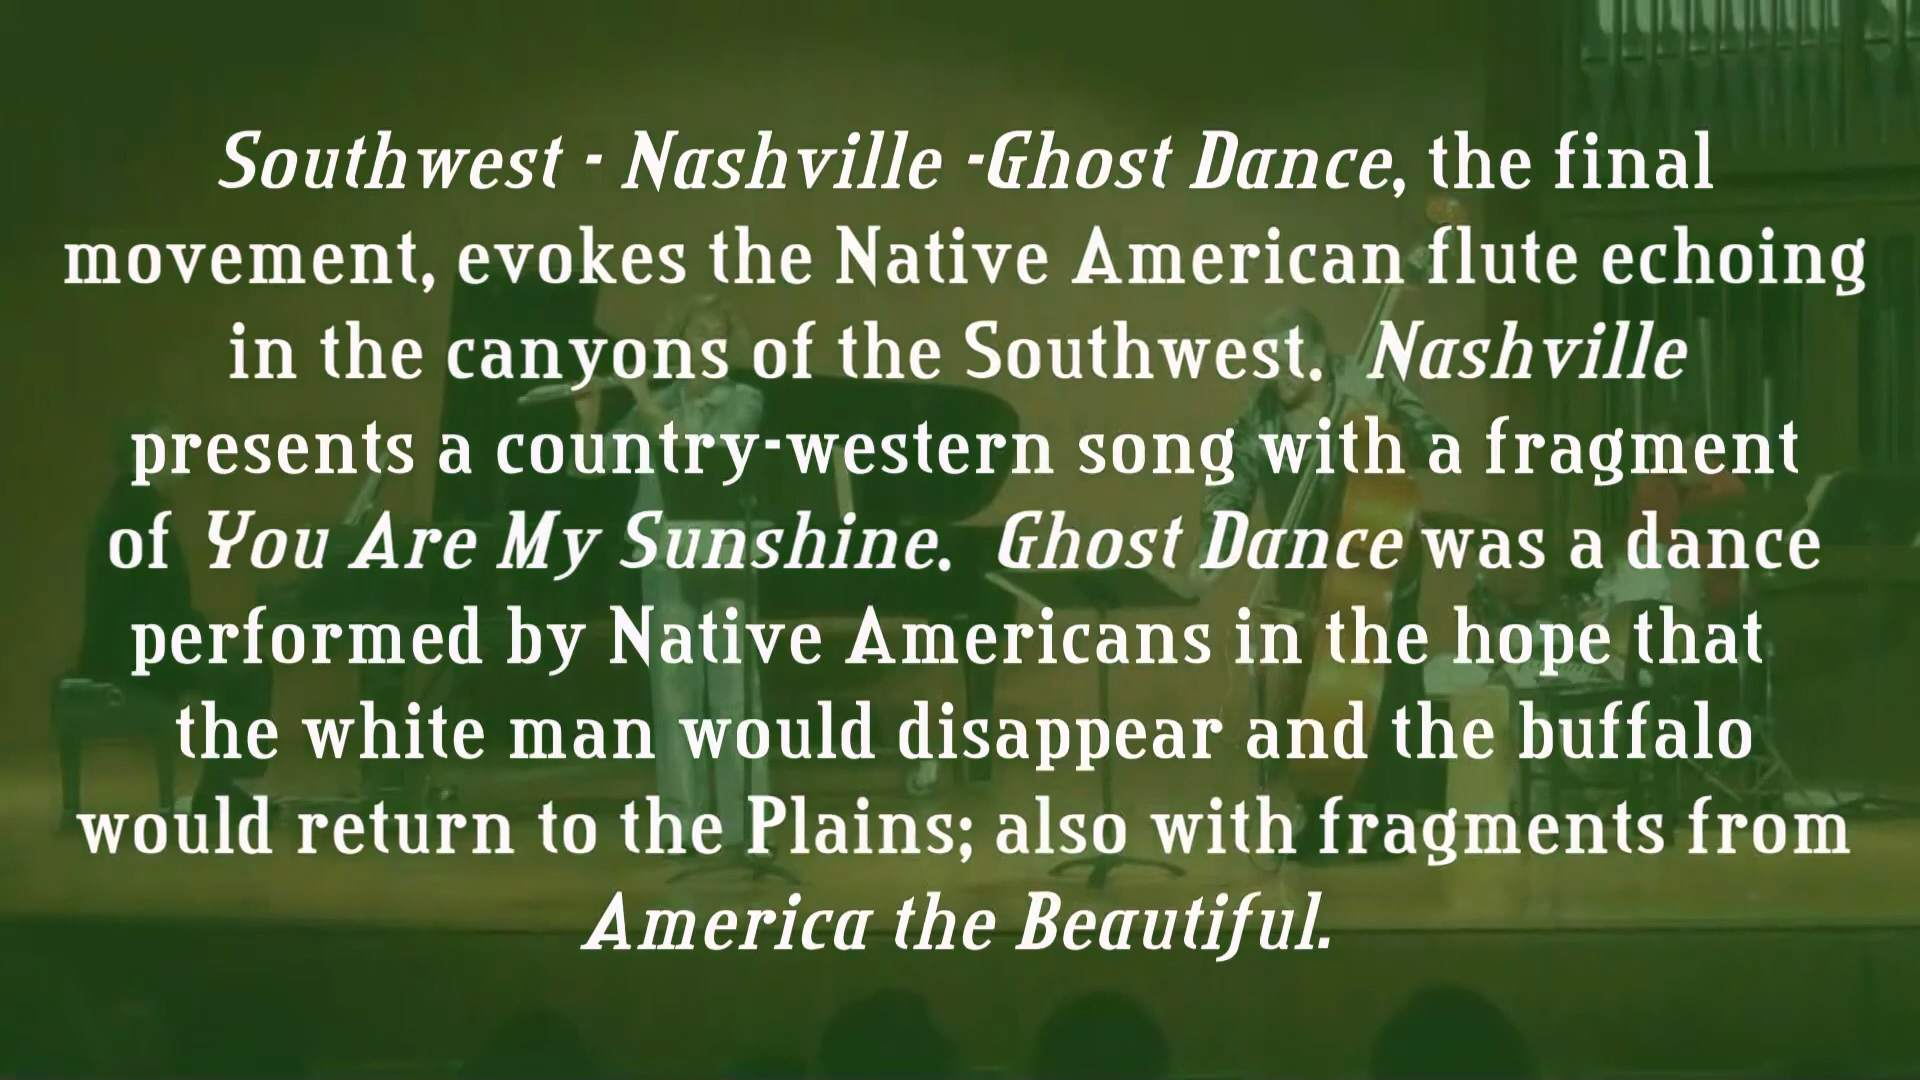 Southwest - Nashville -Ghost Dance, the final
movement, evokes the Native American flute echoing
in the canyons of the Southwest.  Nashville
presents a country-western song with a fragment
of You Are My Sunshine.  Ghost Dance was a dance
performed by Native Americans in the hope that
the white man would disappear and the buffalo
would return to the Plains; also with fragments from
America the Beautiful.